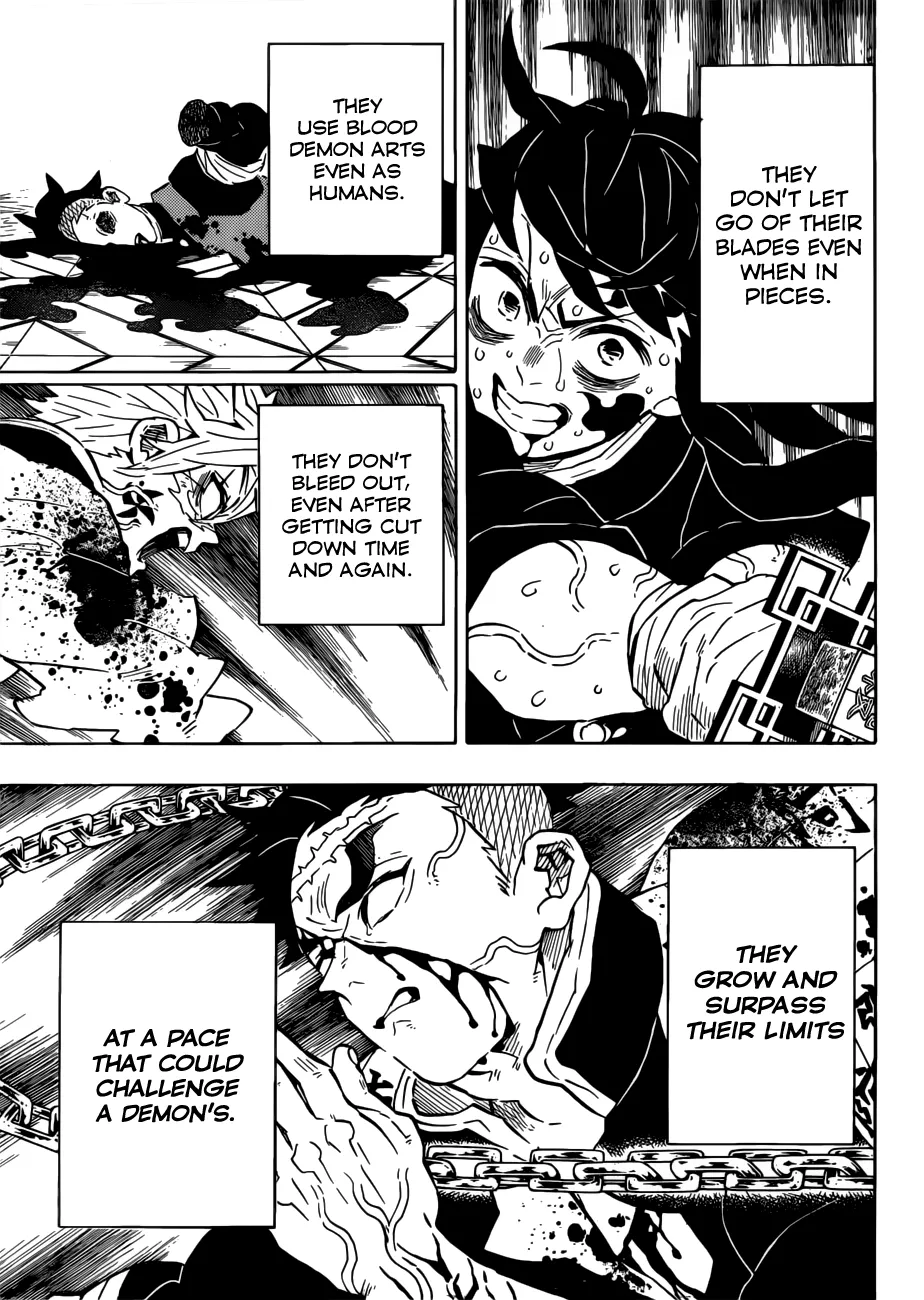 THEY
DON'T LET
GO OF THEIR
BLADES EVEN
WHEN IN
PIECES.
THEY
USE BLOOD
DEMON ARTS
EVEN AS
HUMANS.
THEY DON'T
BLEED OUT,
EVEN AFTER
GETTING CUT
DOWN TIME
AND AGAIN.
THEY
GROW AND
SURPASS
THEIR LIMITS
AT A PACE
THAT COULD
CHALLENGE
A DEMON'S.